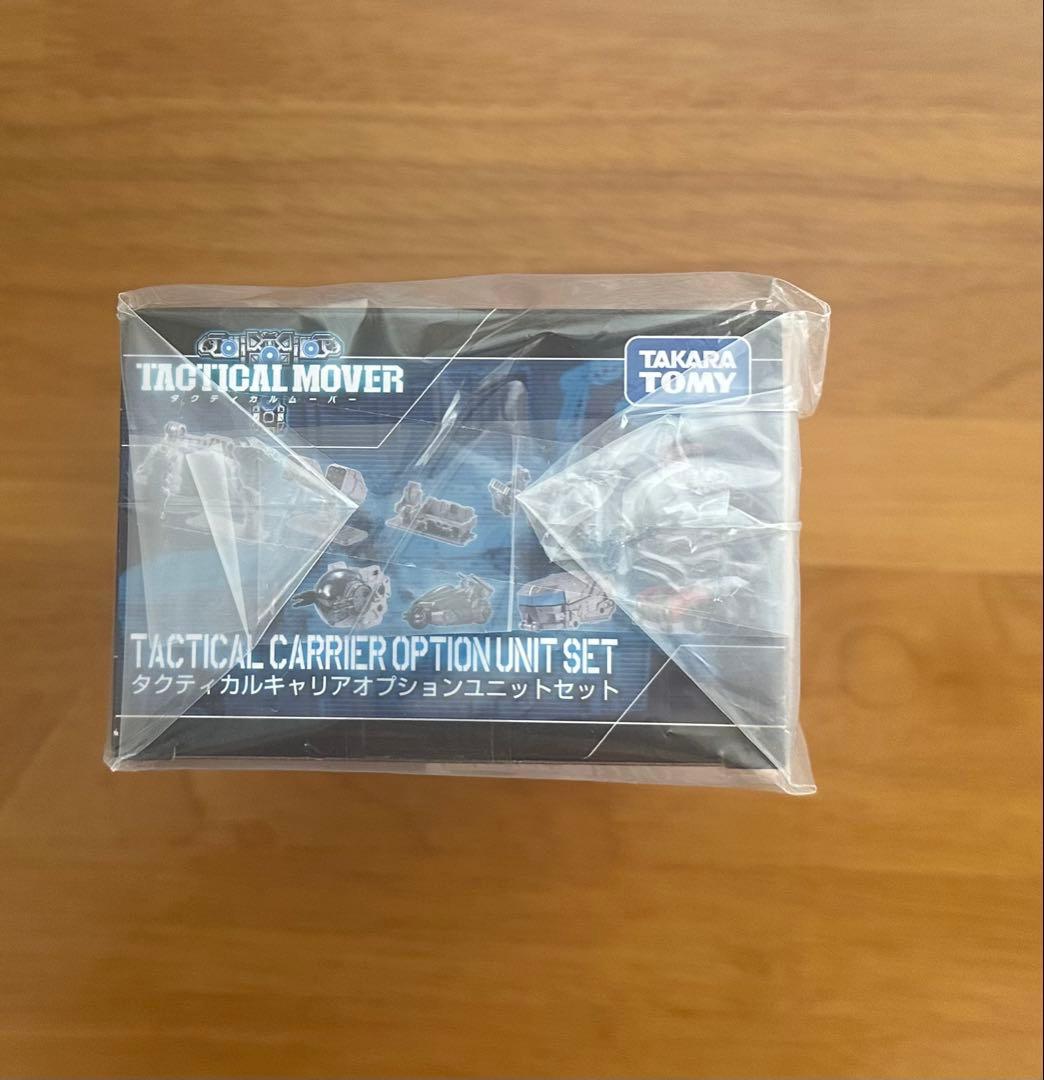 TACTICAL MOVER
タクティカルムーバー
TAKARA
TOMY
TACTICAL CARRIER OPTION UNIT SET
タクティカルキャリアオプションユニットセット